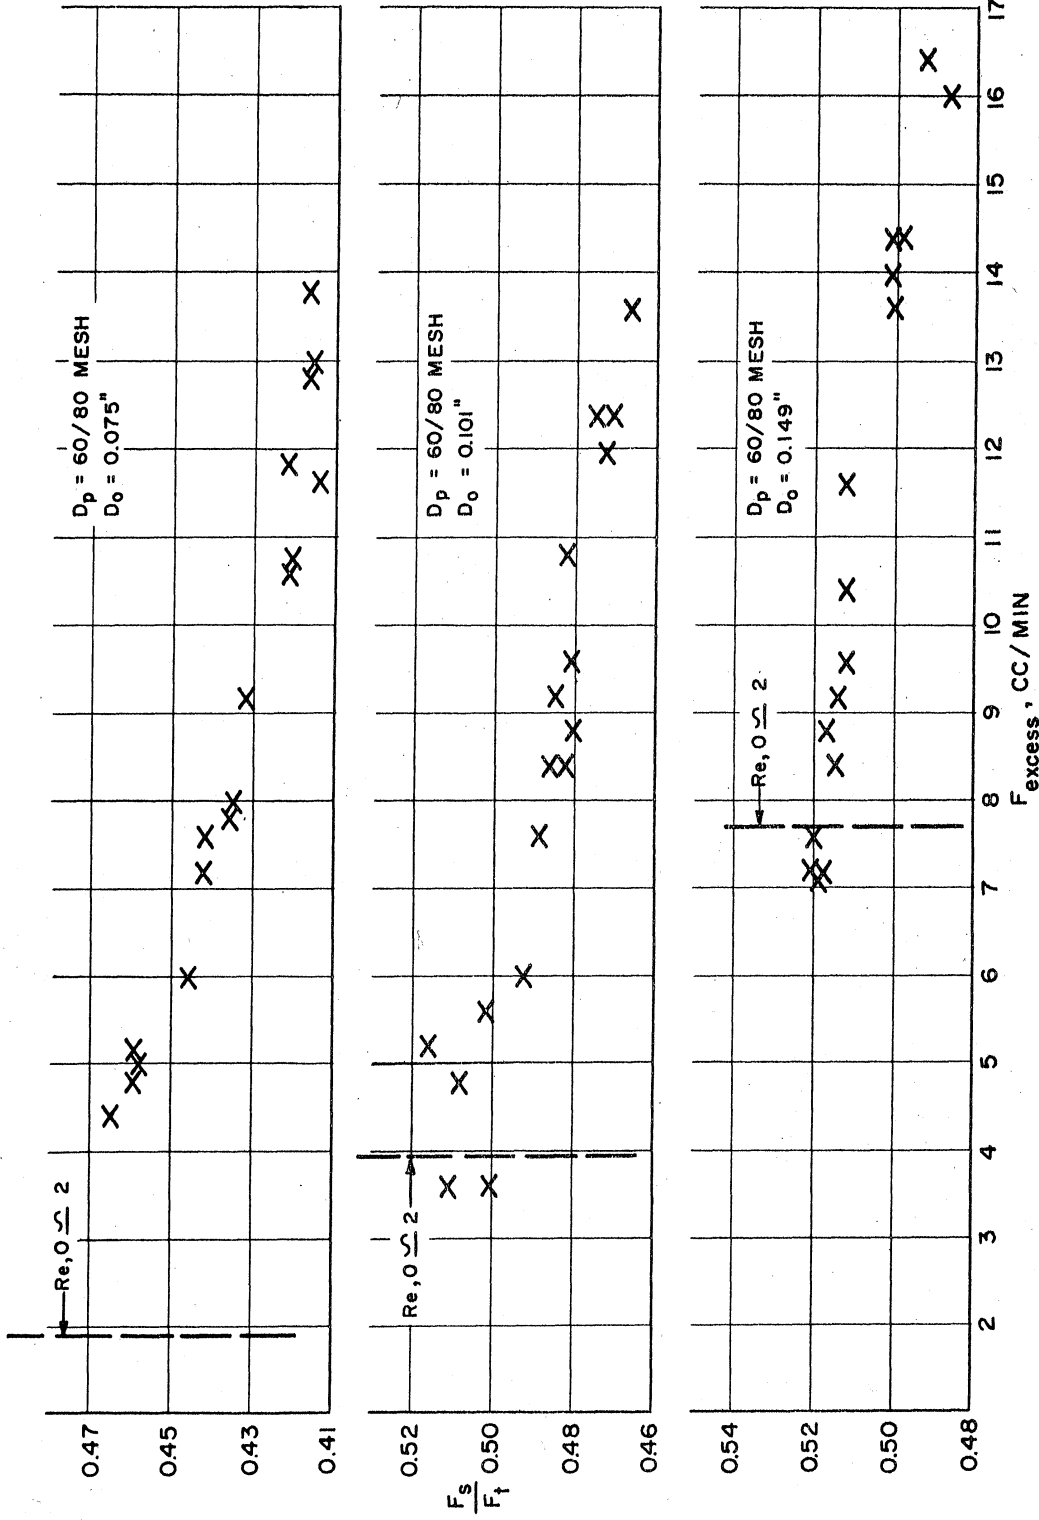 0.47
0.45
0.43
0.41
Re,0 ≌ 2
Dp = 60/80 MESH
Do = 0.075"
Fs
Ft
0.52
0.50
0.48
0.46
Re,0 ≌ 2
Dp = 60/80 MESH
Do = 0.101"
0.54
0.52
0.50
0.48
Re,0 ≌ 2
Dp = 60/80 MESH
Do = 0.149"
2 3 4 5 6 7 8 9 10 11 12 13 14 15 16 17
Fexcess, CC/MIN